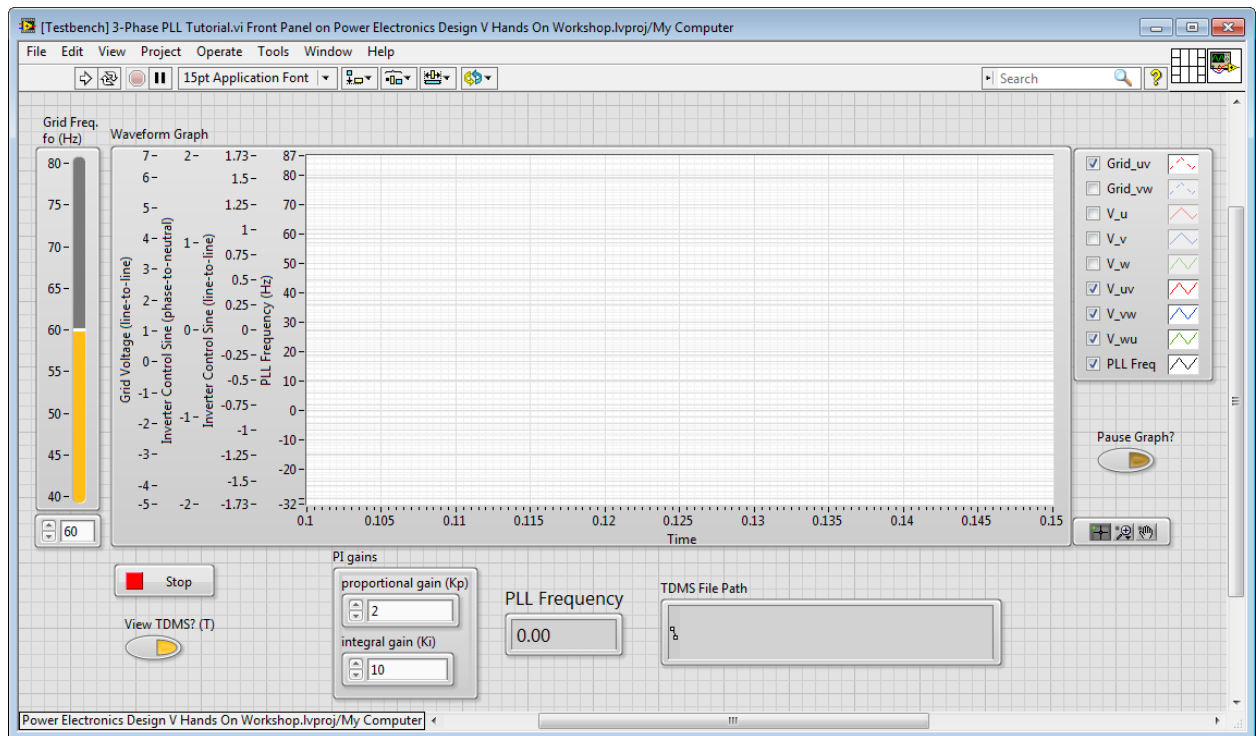 [Testbench] 3-Phase PLL Tutorial.vi Front Panel on Power Electronics Design V Hands On Workshop.lvproj/My Computer
File Edit View Project Operate Tools Window Help
15pt Application Font
Search
Grid Freq.
fo (Hz)
80
75
70
65
60
55
50
45
40
60
Waveform Graph
Grid Voltage (line-to-line)
7
6
5
4
3
2
1
0
-1
-2
-3
-4
-5
Inverter Control Sine (phase-to-neutral)
2
1
0
-1
-2
Inverter Control Sine (line-to-line)
1.73
1.5
1.25
1
0.75
0.5
0.25
0
-0.25
-0.5
-0.75
-1
-1.25
-1.5
-1.73
PLL Frequency (Hz)
87
80
70
60
50
40
30
20
10
0
-10
-20
-32
0.1 0.105 0.11 0.115 0.12 0.125 0.13 0.135 0.14 0.145 0.15
Time
Grid_uv
Grid_vw
V_u
V_v
V_w
V_uv
V_vw
V_wu
PLL Freq
Pause Graph?
Stop
View TDMS? (T)
PI gains
proportional gain (Kp)
2
integral gain (Ki)
10
PLL Frequency
0.00
TDMS File Path
Power Electronics Design V Hands On Workshop.lvproj/My Computer